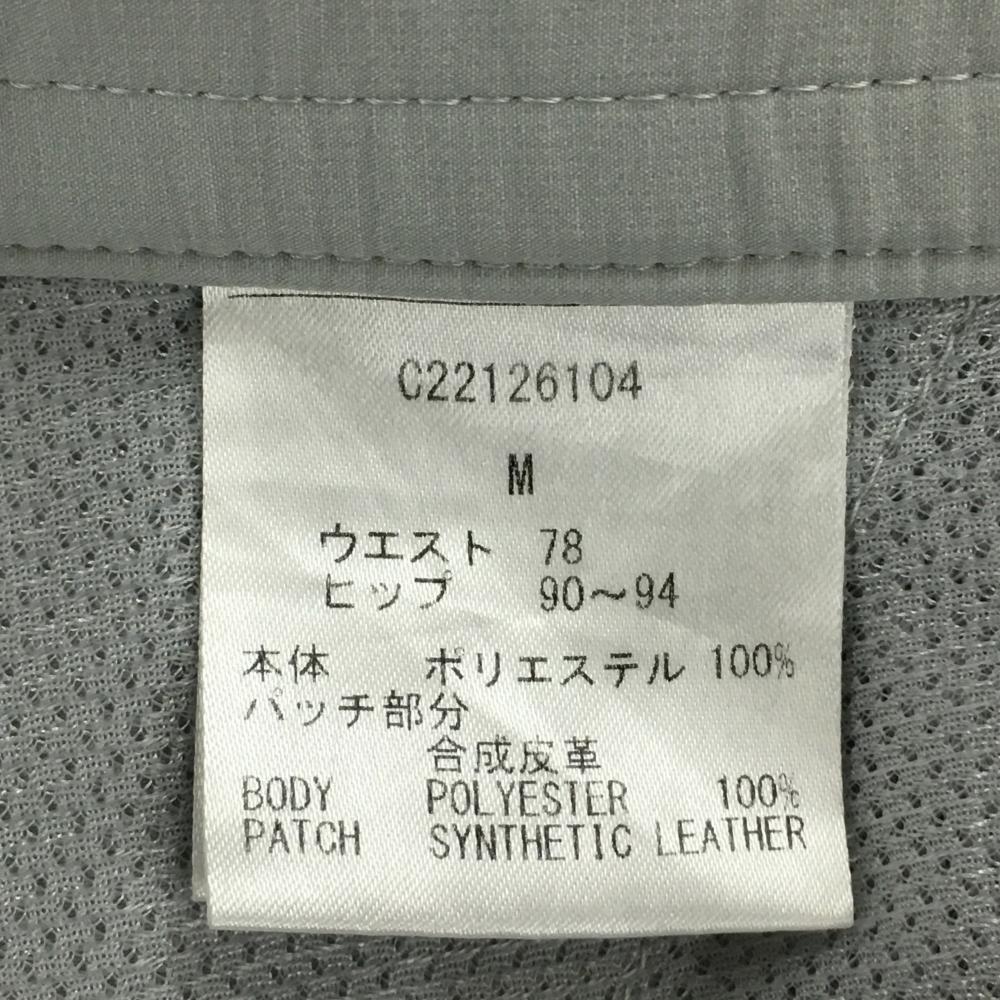 C22126104
M
ウエスト 78
ヒップ 90～94
本体 ポリエステル 100%
パッチ部分
合成皮革
BODY POLYESTER 100%
PATCH SYNTHETIC LEATHER